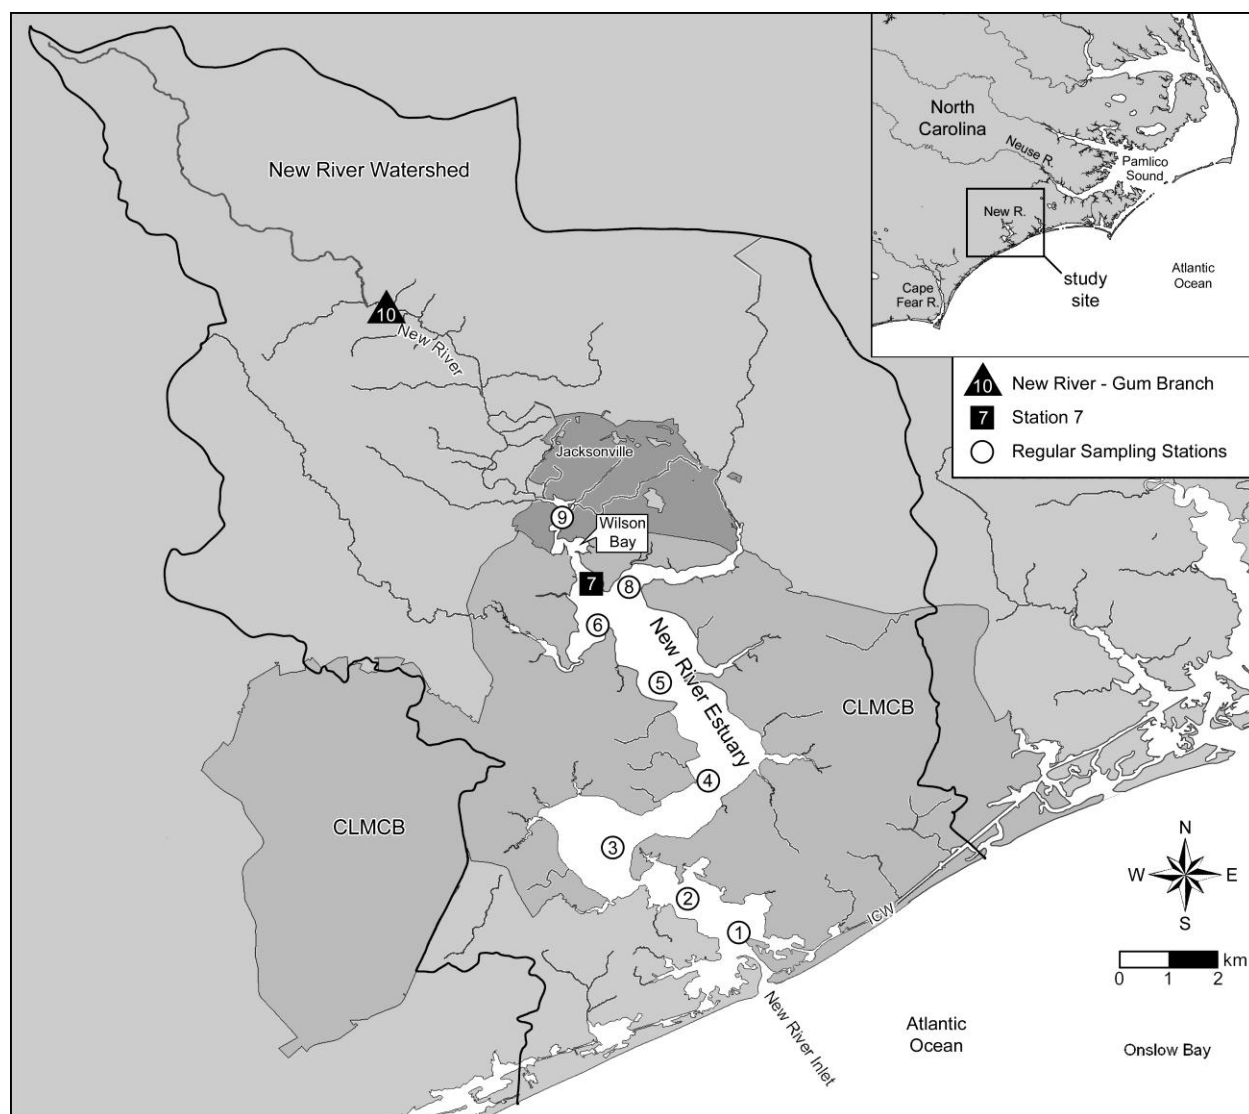 New River Watershed
10
New River
Jacksonville
9
Wilson
Bay
7
8
6
5
New River Estuary
4
3
2
1
CLMCB
CLMCB
ICW
New River Inlet
Atlantic
Ocean
Onslow Bay
N
W
E
S
km
0
1
2
North
Carolina
Neuse R.
Pamlico
Sound
New R.
study
site
Cape
Fear R.
Atlantic
Ocean
10 New River - Gum Branch
7 Station 7
Regular Sampling Stations